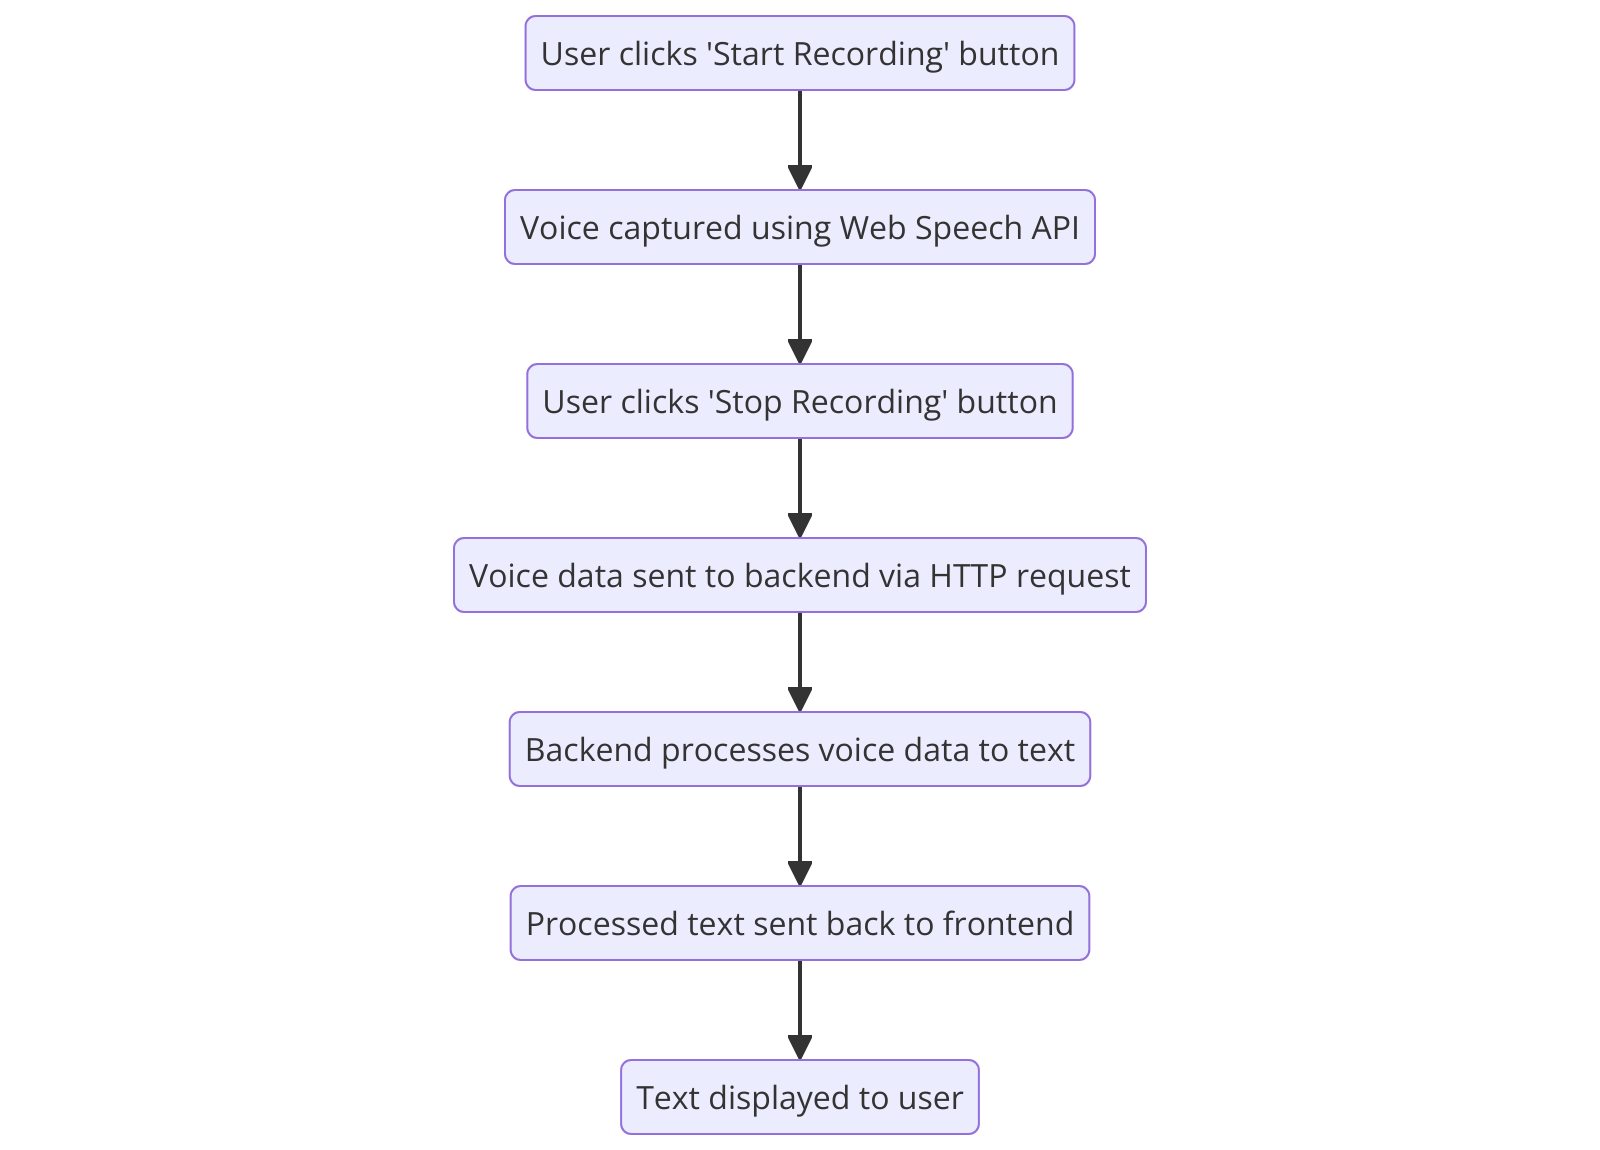 User clicks 'Start Recording' button
Voice captured using Web Speech API
User clicks 'Stop Recording' button
Voice data sent to backend via HTTP request
Backend processes voice data to text
Processed text sent back to frontend
Text displayed to user